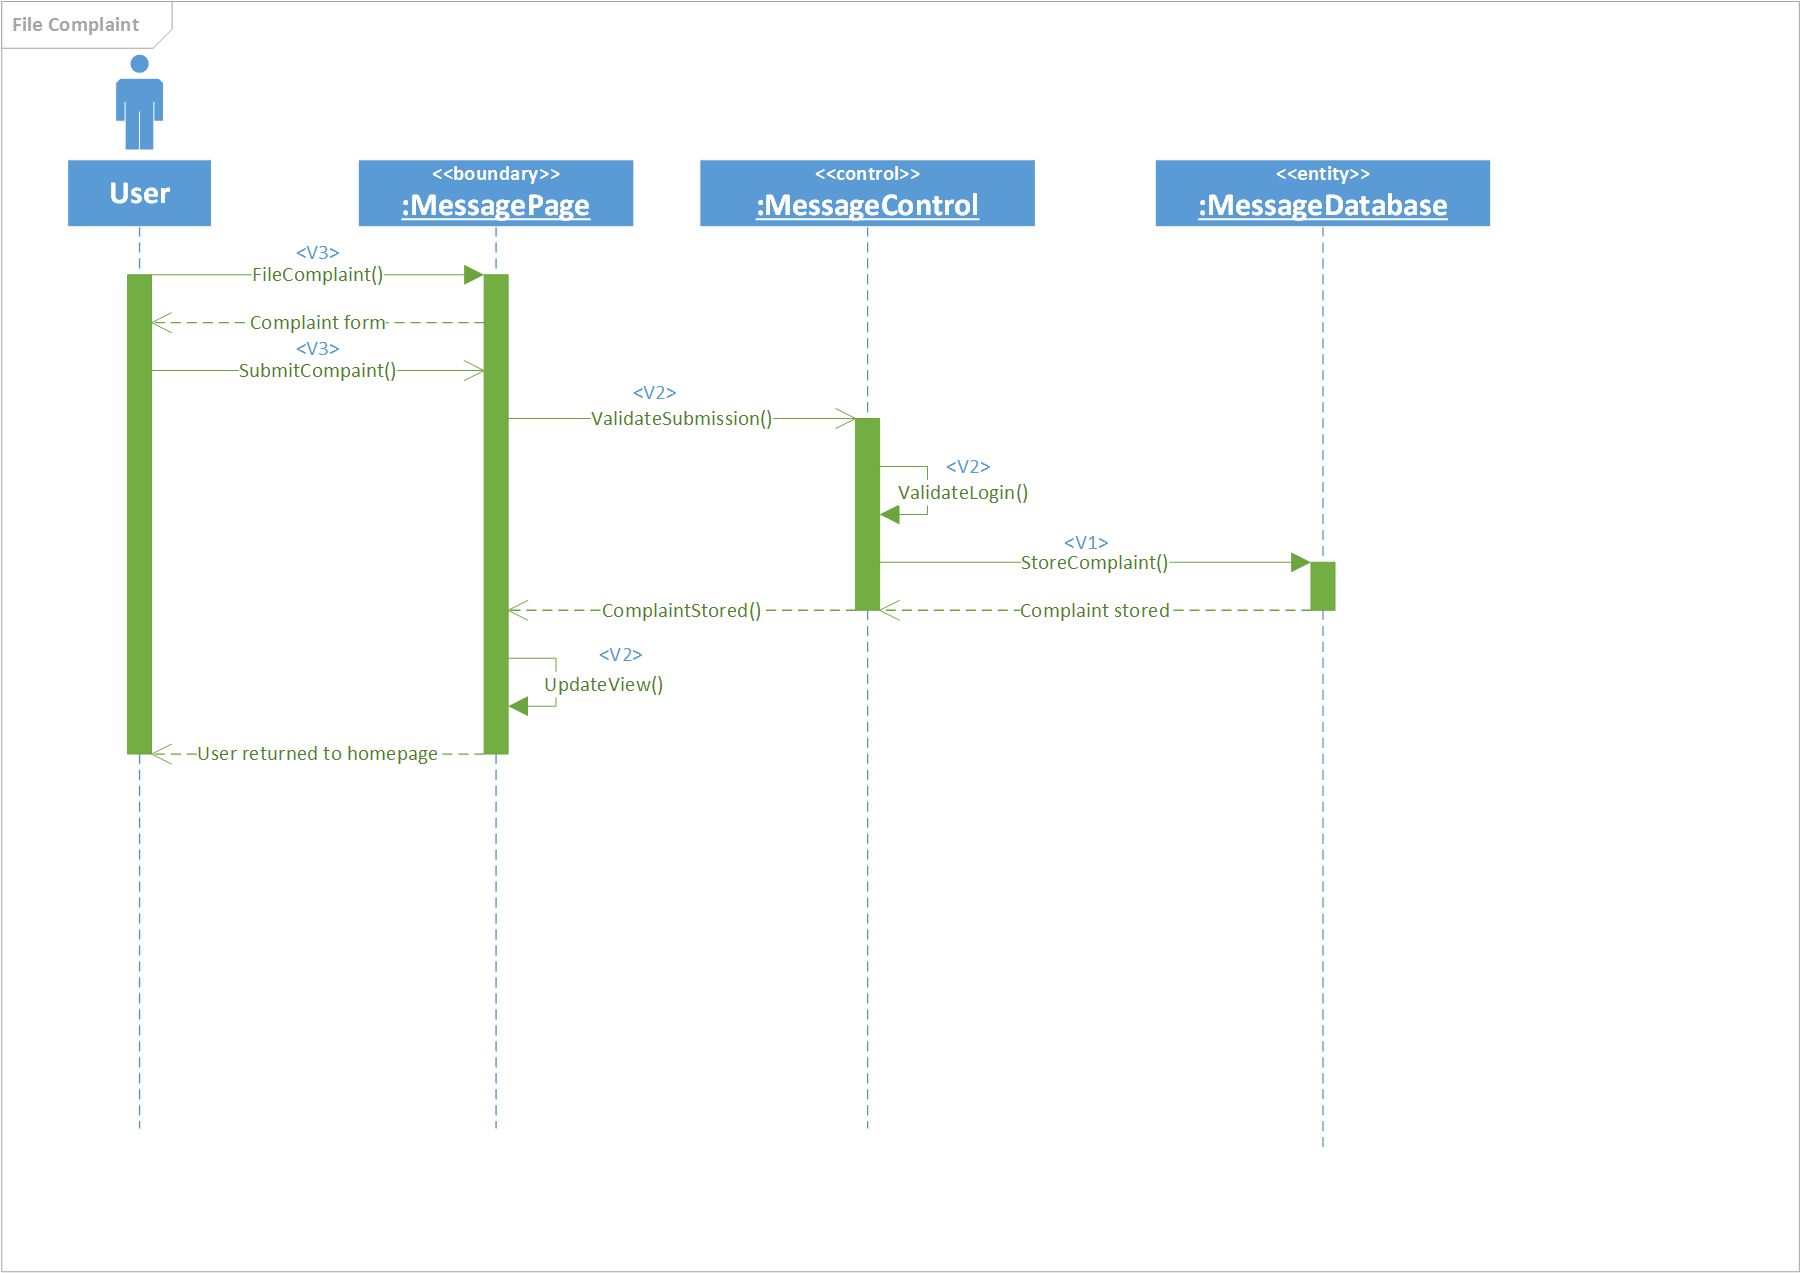 File Complaint
User
<<boundary>>
:MessagePage
<<control>>
:MessageControl
<<entity>>
:MessageDatabase
<V3>
FileComplaint()
Complaint form
<V3>
SubmitCompaint()
<V2>
ValidateSubmission()
<V2>
ValidateLogin()
<V1>
StoreComplaint()
ComplaintStored()
Complaint stored
<V2>
UpdateView()
User returned to homepage